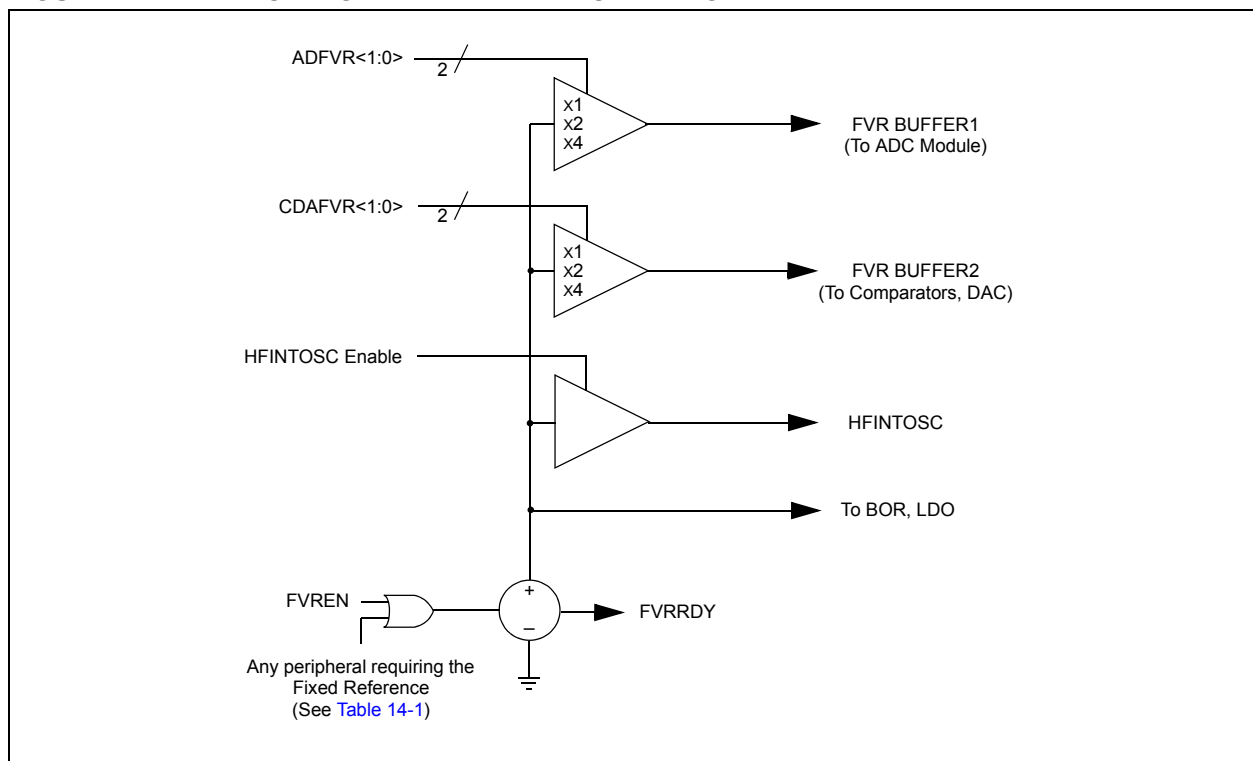 ADFVR<1:0>
2
X1
X2
X4
FVR BUFFER1
(To ADC Module)
CDAFVR<1:0>
2
X1
X2
X4
FVR BUFFER2
(To Comparators, DAC)
HFINTOSC Enable
HFINTOSC
To BOR, LDO
+
_
FVREN
FVRRDY
Any peripheral requiring the
Fixed Reference
(See Table 14-1)